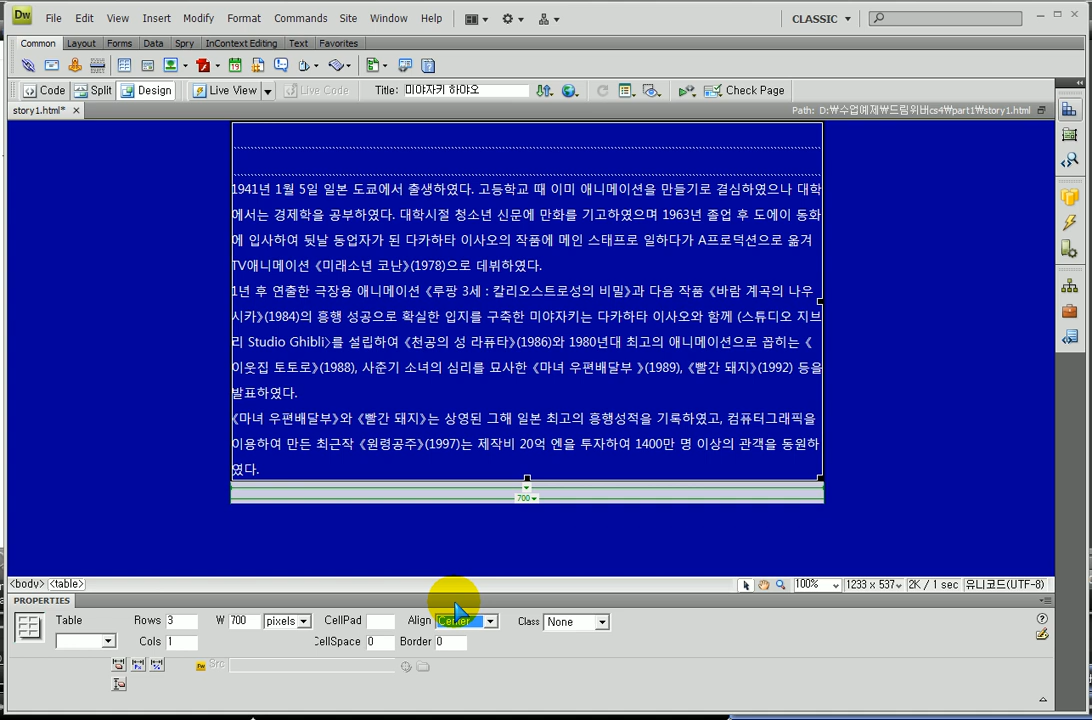 Dw File Edit View Insert Modify Format Commands Site Window Help CLASSIC
Common Layout Forms Data Spry InContext Editing Text Favorites
Code Split Design Live View Live Code Title: 미야자키 하야오 Check Page
story1.html* Path: D:₩수업예제₩드림위버cs4₩part1₩story1.html
1941년 1월 5일 일본 도쿄에서 출생하였다. 고등학교 때 이미 애니메이션을 만들기로 결심하였으나 대학
에서는 경제학을 공부하였다. 대학시절 청소년 신문에 만화를 기고하였으며 1963년 졸업 후 도에이 동화
에 입사하여 뒷날 동업자가 된 다카하타 이사오의 작품에 메인 스태프로 일하다가 A프로덕션으로 옮겨
TV애니메이션 《미래소년 코난》(1978)으로 데뷔하였다.
1년 후 연출한 극장용 애니메이션 《루팡 3세 : 칼리오스트로성의 비밀》과 다음 작품 《바람 계곡의 나우
시카》(1984)의 흥행 성공으로 확실한 입지를 구축한 미야자키는 다카하타 이사오와 함께 (스튜디오 지브
리 Studio Ghibli〉를 설립하여 《천공의 성 라퓨타》(1986)와 1980년대 최고의 애니메이션으로 꼽히는 《
이웃집 토토로》(1988), 사춘기 소녀의 심리를 묘사한 《마녀 우편배달부 》(1989), 《빨간 돼지》(1992) 등을
발표하였다.
《마녀 우편배달부》와 《빨간 돼지》는 상영된 그해 일본 최고의 흥행성적을 기록하였고, 컴퓨터그래픽을
이용하여 만든 최근작 《원령공주》(1997)는 제작비 20억 엔을 투자하여 1400만 명 이상의 관객을 동원하
였다.
700
<body> <table> 100% 1233 x 537 2K / 1 sec 유니코드(UTF-8)
PROPERTIES
Table Rows 3 W 700 pixels CellPad Align Center Class None
Cols 1 CellSpace 0 Border 0
Dw Src